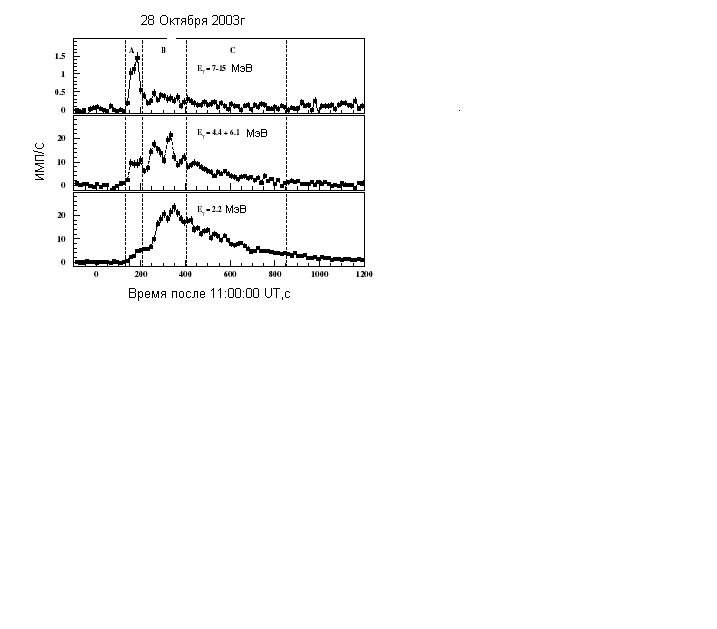 28 Октября 2003г
A B C
1.5
1
0.5
0
Eγ = 7-15 МэВ
20
10
0
Eγ = 4.4 + 6.1 МэВ
20
10
0
Eγ = 2.2 МэВ
ИМП/С
0 200 400 600 800 1000 1200
Время после 11:00:00 UT,с